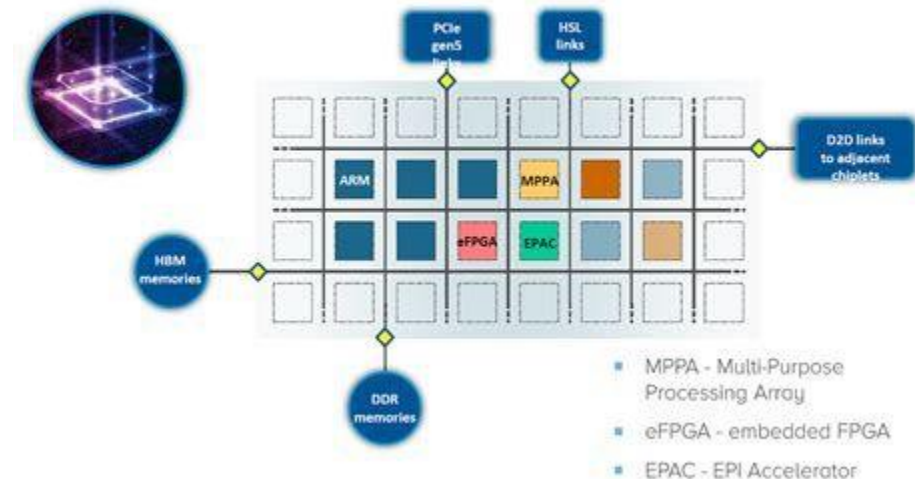 PCIe
gen5
links
HSL
links
D2D links
to adjacent
chiplets
ARM
MPPA
eFPGA
EPAC
HBM
memories
DDR
memories
▪ MPPA - Multi-Purpose
Processing Array
▪ eFPGA - embedded FPGA
▪ EPAC - EPI Accelerator